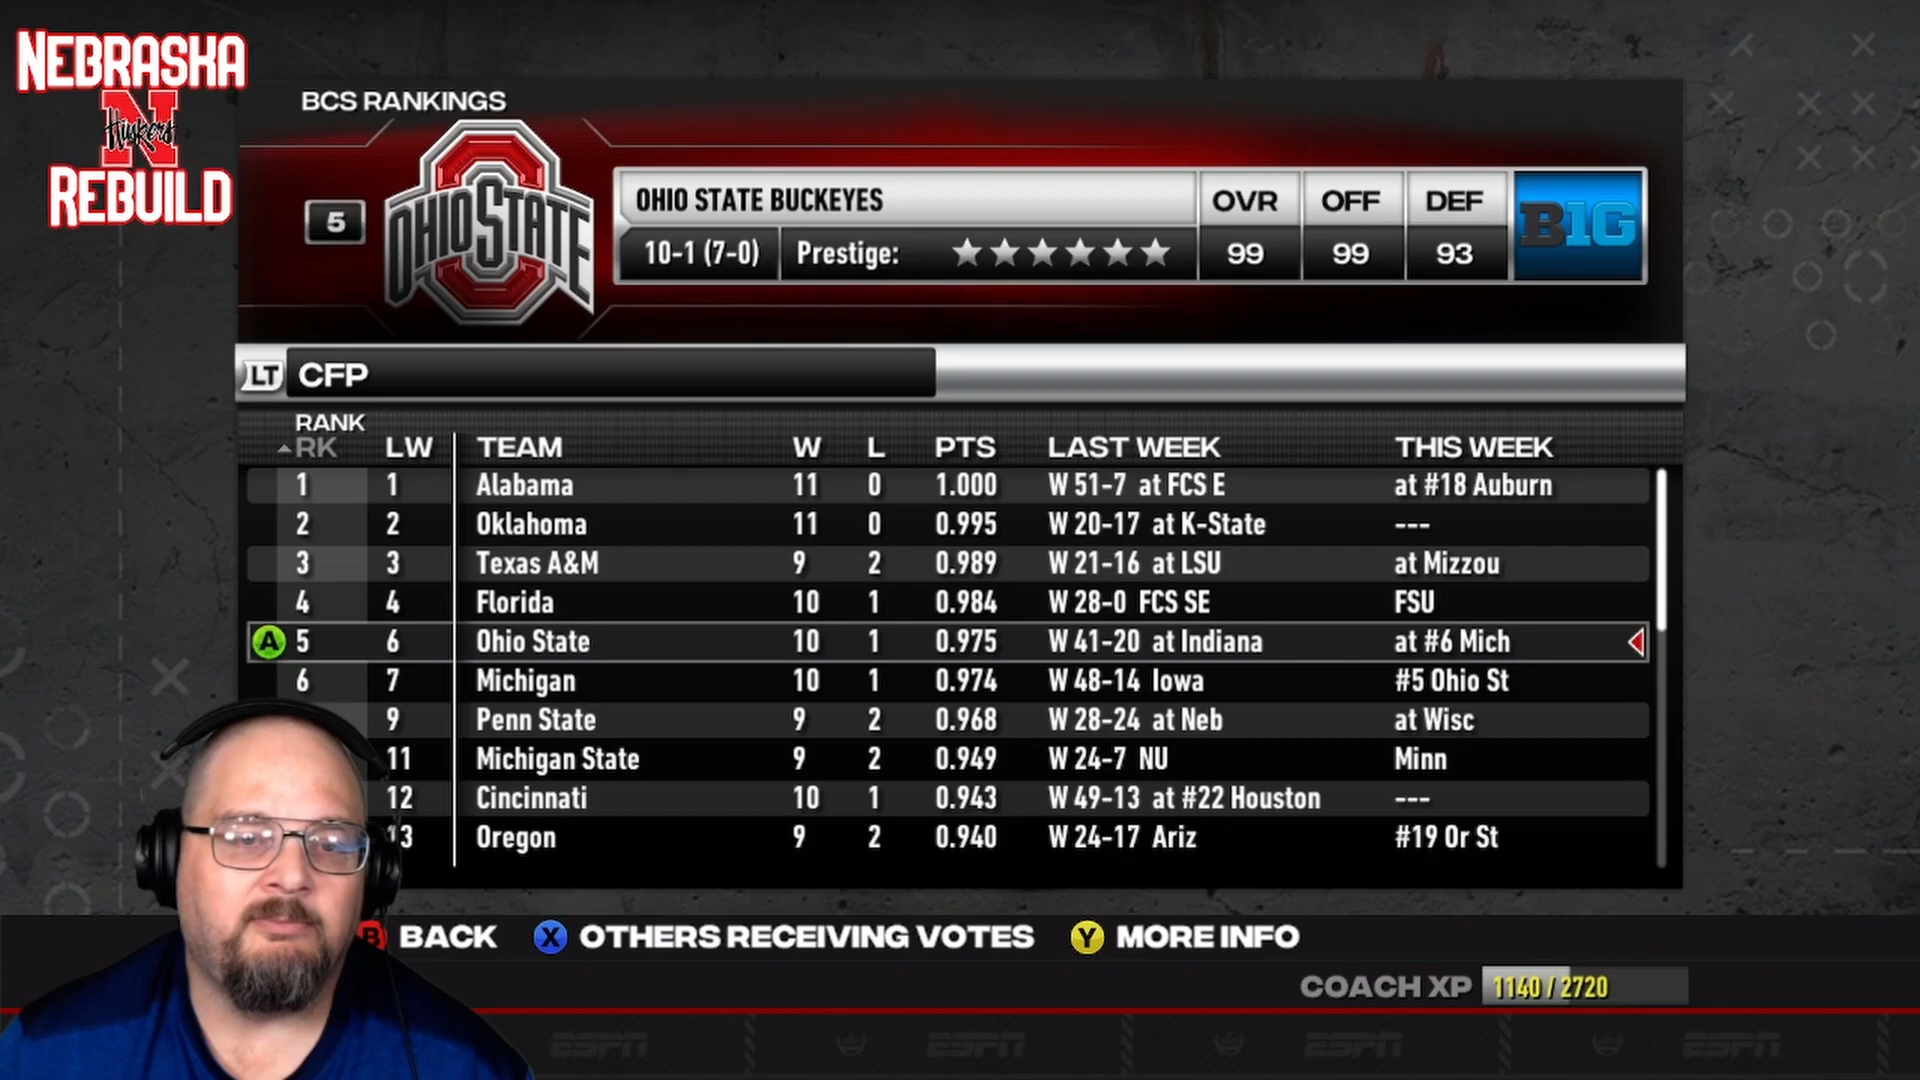 NEBRASKA
N
Huskers
REBUILD
BCS RANKINGS
5
OHIO STATE
OHIO STATE BUCKEYES
OVR
OFF
DEF
B1G
10-1 (7-0)
Prestige:
99
99
93
LT
CFP
RANK
RK LW TEAM W L PTS LAST WEEK THIS WEEK
1 1 Alabama 11 0 1.000 W 51-7 at FCS E at #18 Auburn
2 2 Oklahoma 11 0 0.995 W 20-17 at K-State ---
3 3 Texas A&M 9 2 0.989 W 21-16 at LSU at Mizzou
4 4 Florida 10 1 0.984 W 28-0 FCS SE FSU
A 5 6 Ohio State 10 1 0.975 W 41-20 at Indiana at #6 Mich
6 7 Michigan 10 1 0.974 W 48-14 Iowa #5 Ohio St
9 Penn State 9 2 0.968 W 28-24 at Neb at Wisc
11 Michigan State 9 2 0.949 W 24-7 NU Minn
12 Cincinnati 10 1 0.943 W 49-13 at #22 Houston ---
13 Oregon 9 2 0.940 W 24-17 Ariz #19 Or St
B BACK X OTHERS RECEIVING VOTES Y MORE INFO
COACH XP 1140 / 2720
ESPN ESPN ESPN ESPN